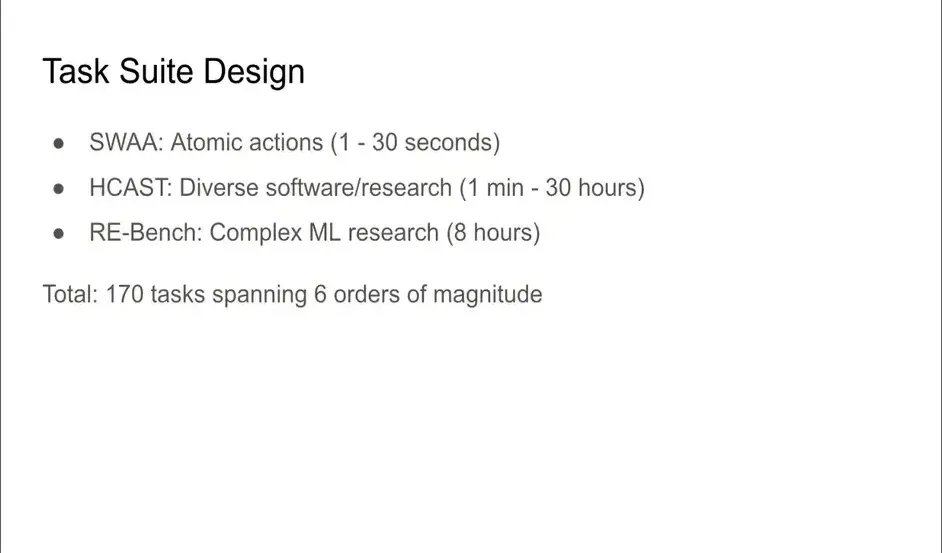 Task Suite Design
● SWAA: Atomic actions (1 - 30 seconds)
● HCAST: Diverse software/research (1 min - 30 hours)
● RE-Bench: Complex ML research (8 hours)
Total: 170 tasks spanning 6 orders of magnitude